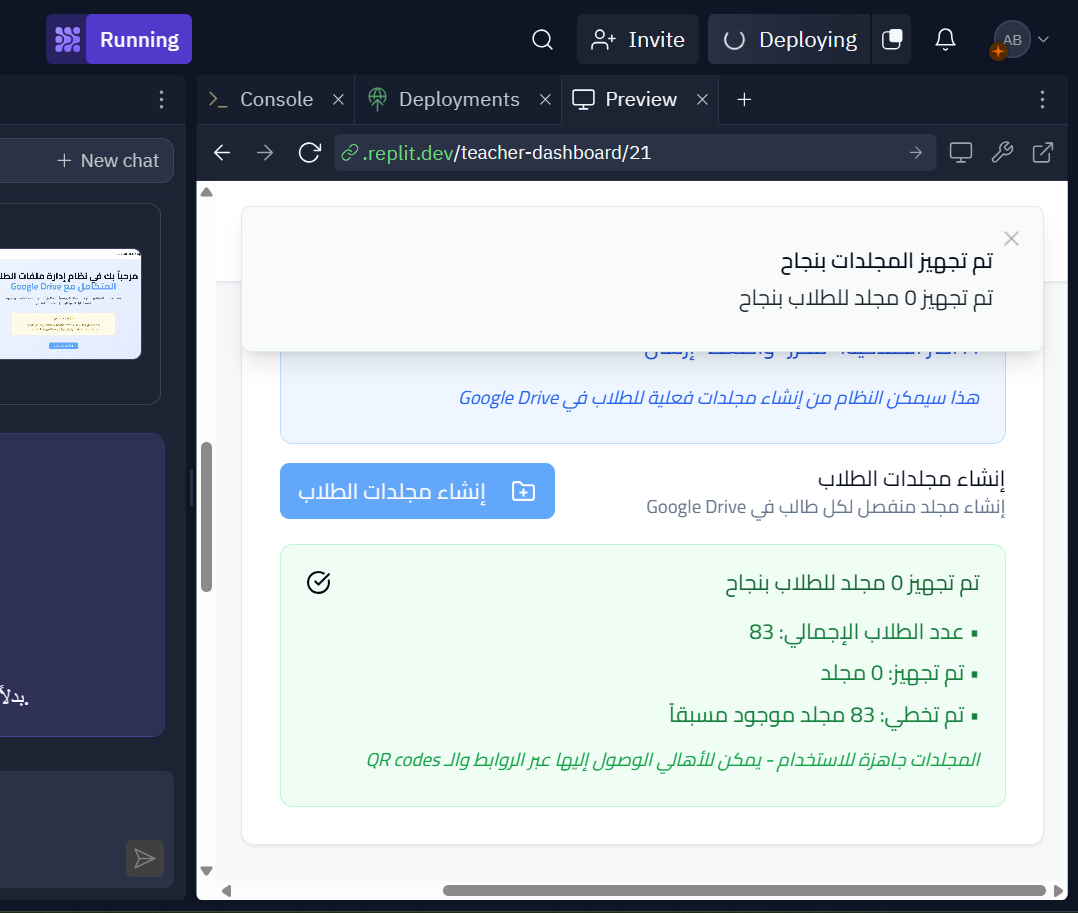 Running
Invite
Deploying
AB
Console
Deployments
Preview
.replit.dev/teacher-dashboard/21
New chat
مرحباً بك في نظام إدارة ملفات الطلا
المتكامل مع Google Drive
بدلاً.
تم تجهيز المجلدات بنجاح
تم تجهيز 0 مجلد للطلاب بنجاح
هذا سيمكن النظام من إنشاء مجلدات فعلية للطلاب في Google Drive
إنشاء مجلدات الطلاب
إنشاء مجلد منفصل لكل طالب في Google Drive
إنشاء مجلدات الطلاب
تم تجهيز 0 مجلد للطلاب بنجاح
▪ عدد الطلاب الإجمالي: 83
▪ تم تجهيز: 0 مجلد
▪ تم تخطي: 83 مجلد موجود مسبقاً
المجلدات جاهزة للاستخدام - يمكن للأهالي الوصول إليها عبر الروابط والـ QR codes